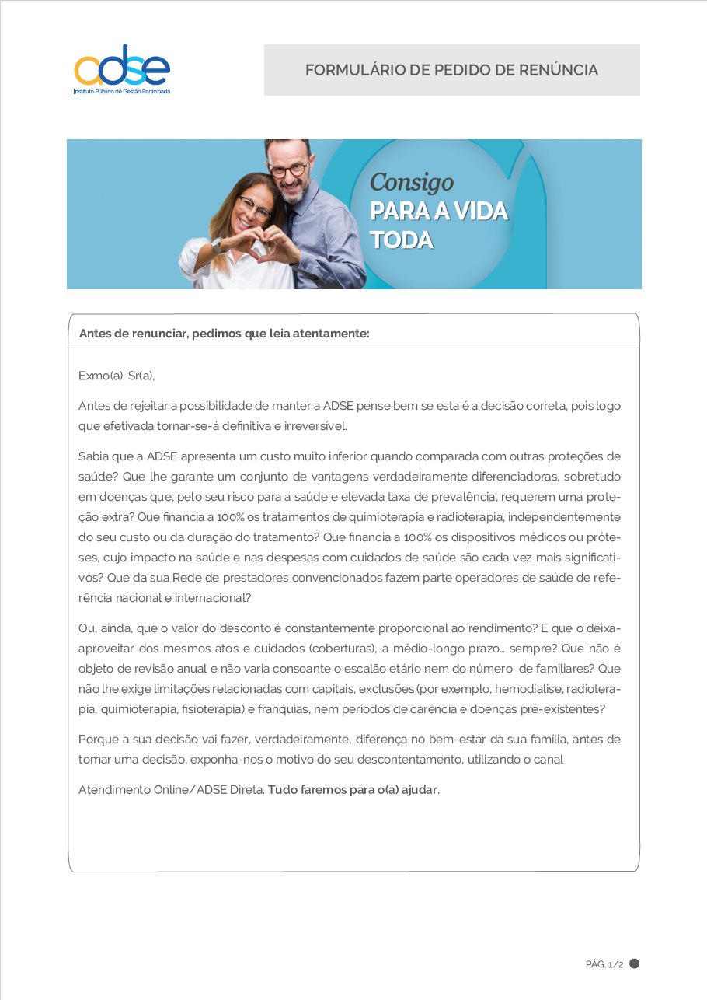 adse
Instituto Público de Gestão Participada
FORMULÁRIO DE PEDIDO DE RENÚNCIA
Consigo
PARA A VIDA
TODA
Antes de renunciar, pedimos que leia atentamente:
Exmo(a). Sr(a),
Antes de rejeitar a possibilidade de manter a ADSE pense bem se esta é a decisão correta, pois logo
que efetivada tornar-se-á definitiva e irreversível.
Sabia que a ADSE apresenta um custo muito inferior quando comparada com outras proteções de
saúde? Que lhe garante um conjunto de vantagens verdadeiramente diferenciadoras, sobretudo
em doenças que, pelo seu risco para a saúde e elevada taxa de prevalência, requerem uma prote-
ção extra? Que financia a 100% os tratamentos de quimioterapia e radioterapia, independentemente
do seu custo ou da duração do tratamento? Que financia a 100% os dispositivos médicos ou próte-
ses, cujo impacto na saúde e nas despesas com cuidados de saúde são cada vez mais significati-
vos? Que da sua Rede de prestadores convencionados fazem parte operadores de saúde de refe-
rência nacional e internacional?
Ou, ainda, que o valor do desconto é constantemente proporcional ao rendimento? E que o deixa-
aproveitar dos mesmos atos e cuidados (coberturas), a médio-longo prazo… sempre? Que não é
objeto de revisão anual e não varia consoante o escalão etário nem do número de familiares? Que
não lhe exige limitações relacionadas com capitais, exclusões (por exemplo, hemodialise, radiotera-
pia, quimioterapia, fisioterapia) e franquias, nem períodos de carência e doenças pré-existentes?
Porque a sua decisão vai fazer, verdadeiramente, diferença no bem-estar da sua família, antes de
tomar uma decisão, exponha-nos o motivo do seu descontentamento, utilizando o canal
Atendimento Online/ADSE Direta. Tudo faremos para o(a) ajudar.
PÁG. 1/2